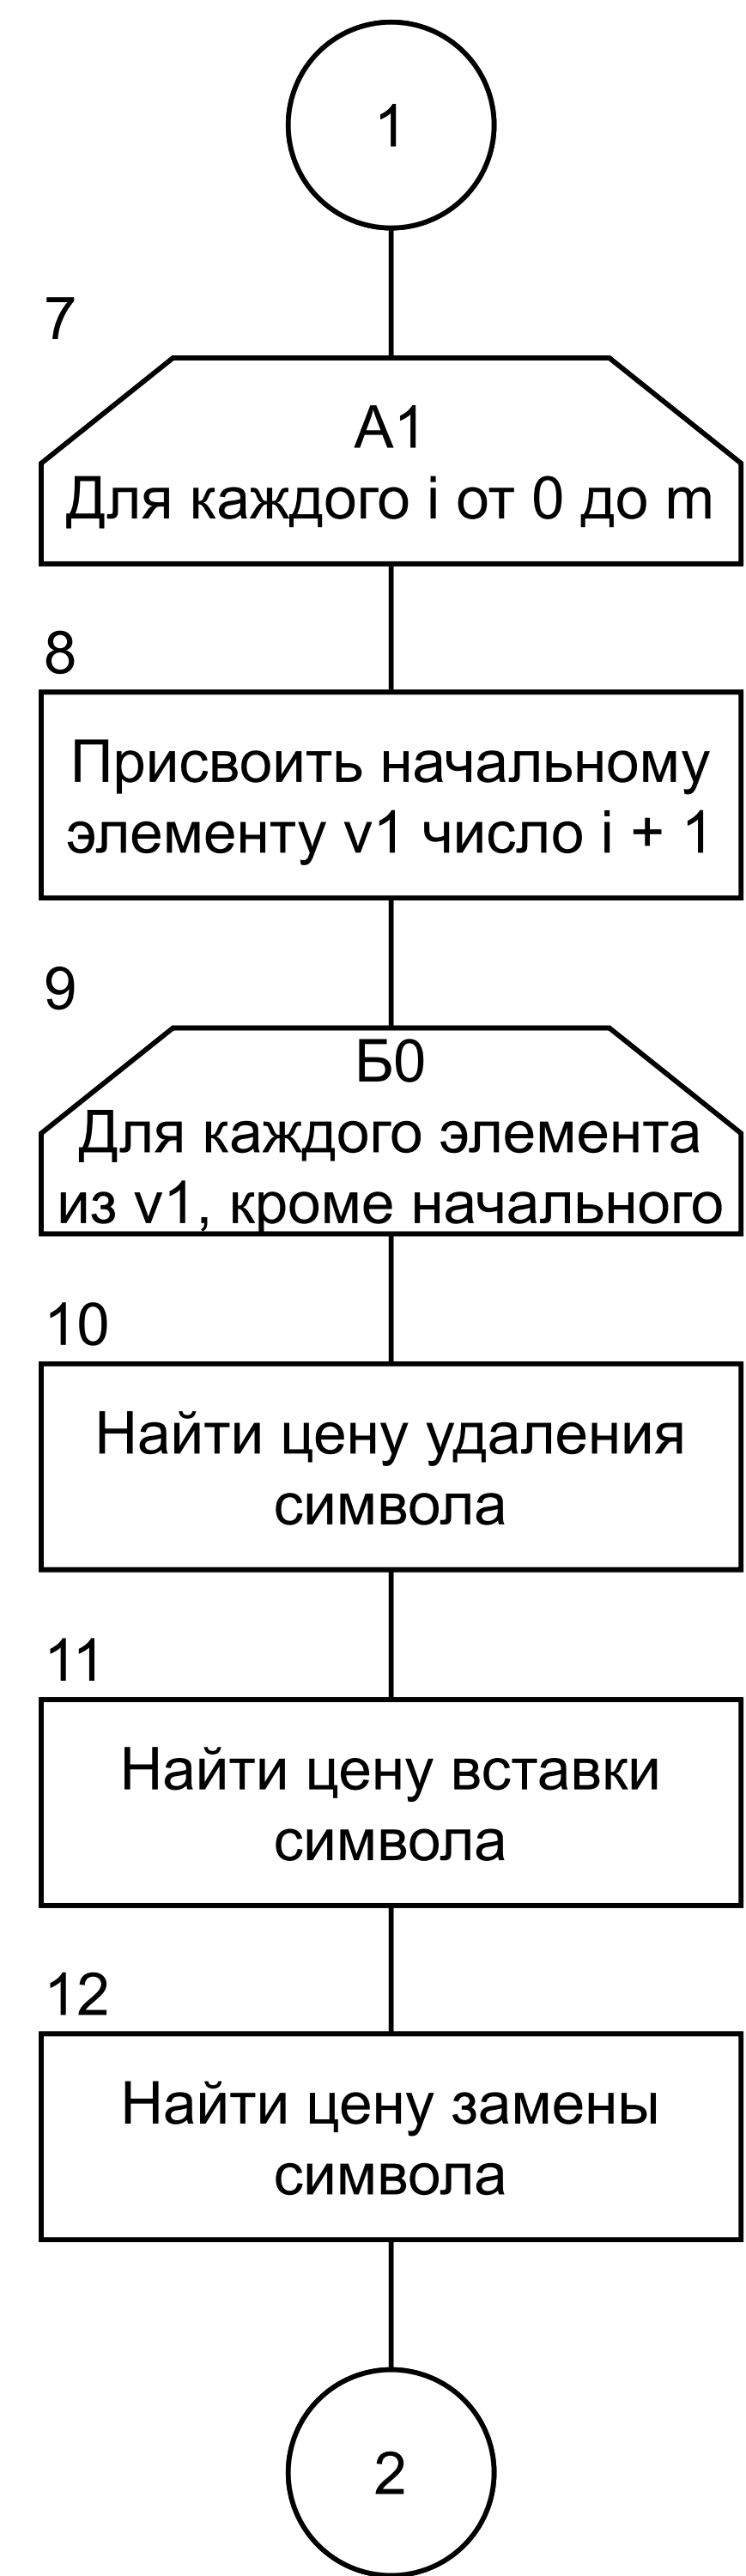 1
7
А1
Для каждого i от 0 до m
8
Присвоить начальному
элементу v1 число i + 1
9
Б0
Для каждого элемента
из v1, кроме начального
10
Найти цену удаления
символа
11
Найти цену вставки
символа
12
Найти цену замены
символа
2